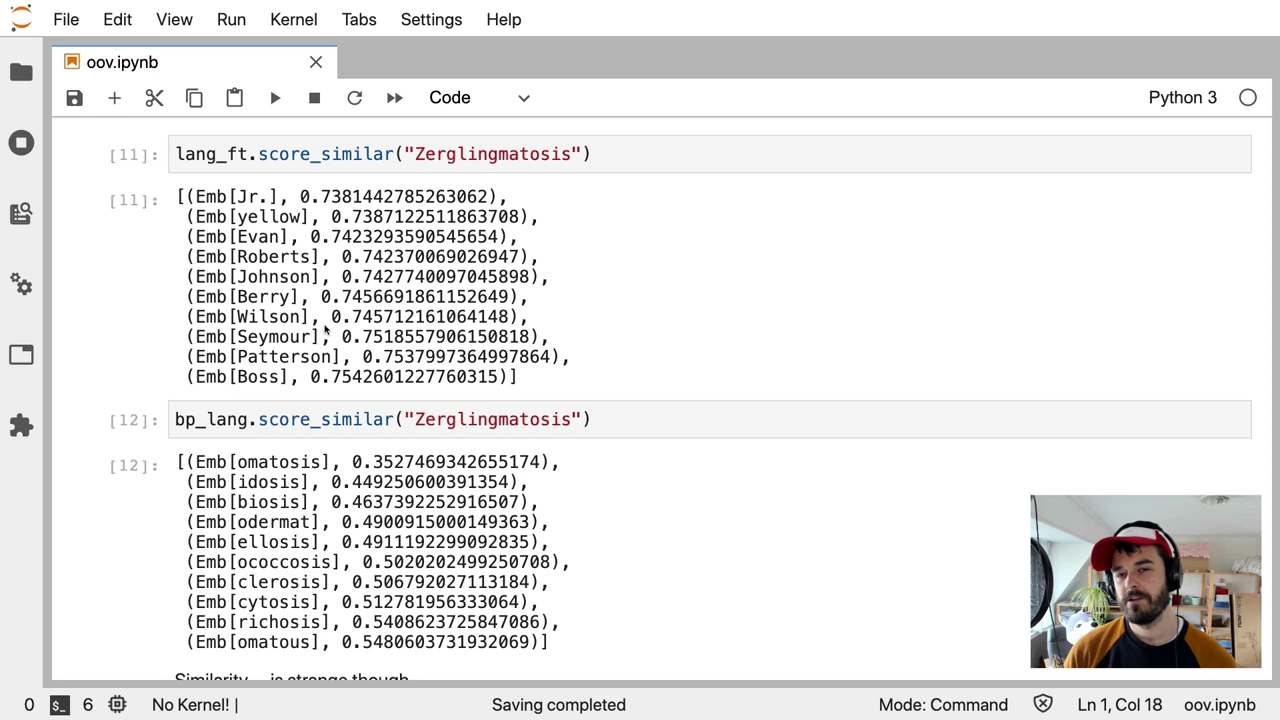 File Edit View Run Kernel Tabs Settings Help
oov.ipynb
Code
Python 3
[11]: lang_ft.score_similar("Zerglingmatosis")
[11]: [(Emb[Jr.], 0.7381442785263062),
(Emb[yellow], 0.7387122511863708),
(Emb[Evan], 0.7423293590545654),
(Emb[Roberts], 0.742370069026947),
(Emb[Johnson], 0.7427740097045898),
(Emb[Berry], 0.7456691861152649),
(Emb[Wilson], 0.745712161064148),
(Emb[Seymour], 0.7518557906150818),
(Emb[Patterson], 0.7537997364997864),
(Emb[Boss], 0.7542601227760315)]
[12]: bp_lang.score_similar("Zerglingmatosis")
[12]: [(Emb[omatosis], 0.3527469342655174),
(Emb[idosis], 0.449250600391354),
(Emb[biosis], 0.4637392252916507),
(Emb[odermat], 0.4900915000149363),
(Emb[ellosis], 0.4911192299092835),
(Emb[ococcosis], 0.5020202499250708),
(Emb[clerosis], 0.506792027113184),
(Emb[cytosis], 0.512781956333064),
(Emb[richosis], 0.5408623725847086),
(Emb[omatous], 0.5480603731932069)]
Similarity is strange though
0 $_ 6 No Kernel! | Saving completed Mode: Command Ln 1, Col 18 oov.ipynb